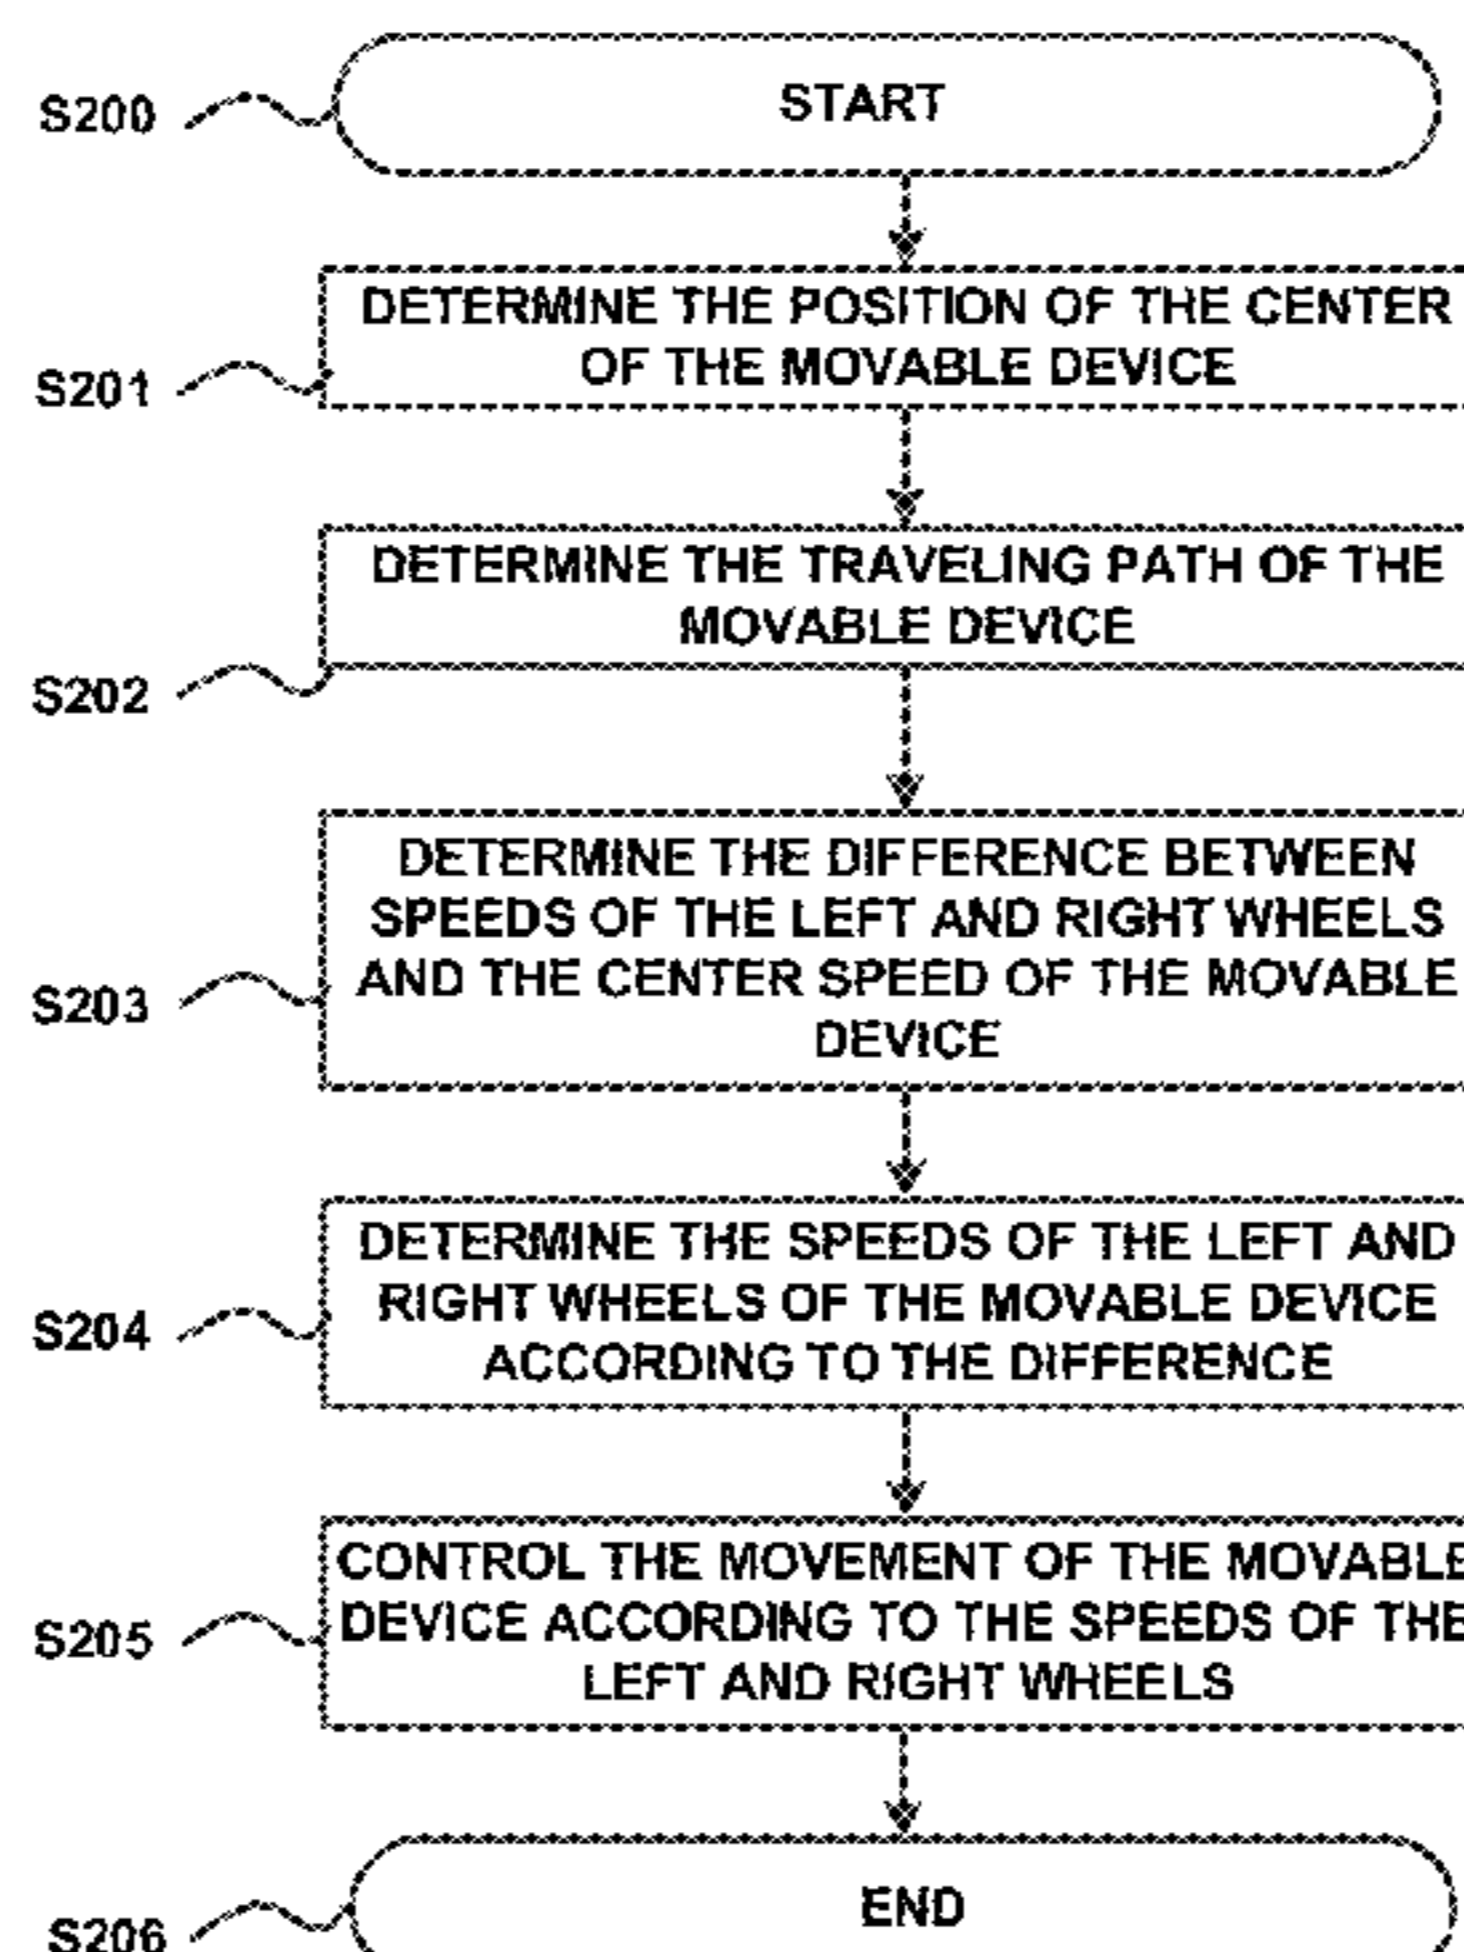 START
S200
DETERMINE THE POSITION OF THE CENTER
OF THE MOVABLE DEVICE
S201
DETERMINE THE TRAVELING PATH OF THE
MOVABLE DEVICE
S202
DETERMINE THE DIFFERENCE BETWEEN
SPEEDS OF THE LEFT AND RIGHT WHEELS
AND THE CENTER SPEED OF THE MOVABLE
DEVICE
S203
DETERMINE THE SPEEDS OF THE LEFT AND
RIGHT WHEELS OF THE MOVABLE DEVICE
ACCORDING TO THE DIFFERENCE
S204
CONTROL THE MOVEMENT OF THE MOVABLE
DEVICE ACCORDING TO THE SPEEDS OF THE
LEFT AND RIGHT WHEELS
S205
END
S206